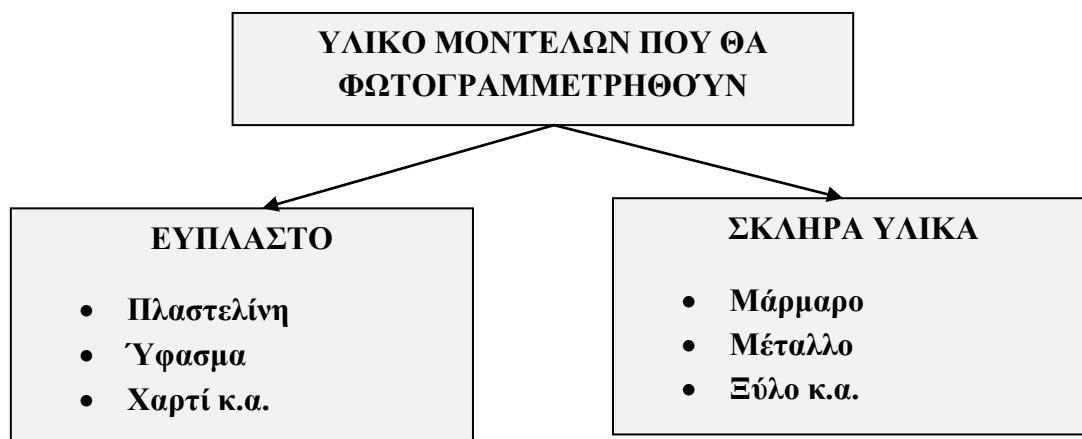 ΥΛΙΚΟ ΜΟΝΤΈΛΩΝ ΠΟΥ ΘΑ
ΦΩΤΟΓΡΑΜΜΕΤΡΗΘΟΎΝ
ΕΥΠΛΑΣΤΟ
• Πλαστελίνη
• Ύφασμα
• Χαρτί κ.α.
ΣΚΛΗΡΑ ΥΛΙΚΑ
• Μάρμαρο
• Μέταλλο
• Ξύλο κ.α.